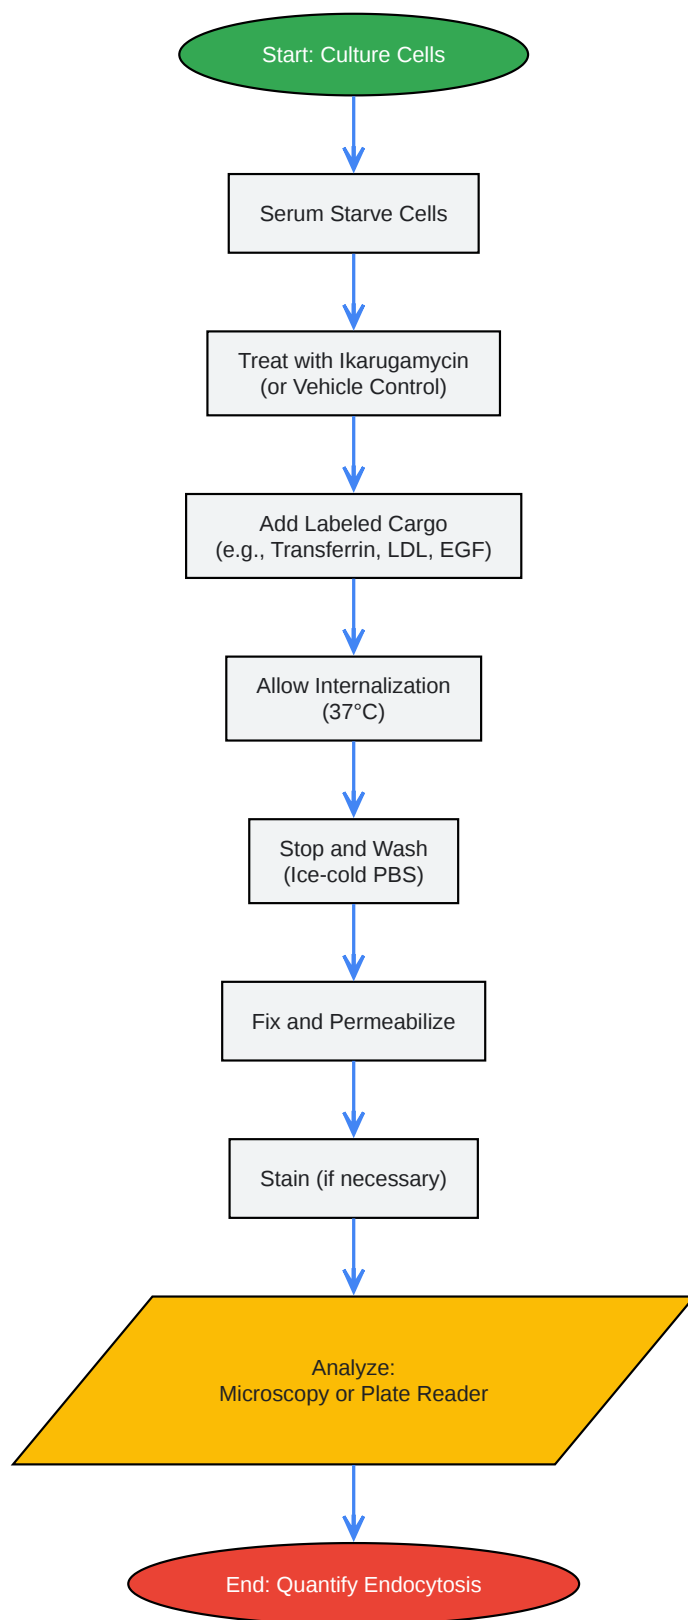 Start: Culture Cells
Serum Starve Cells
Treat with Ikarugamycin
(or Vehicle Control)
Add Labeled Cargo
(e.g., Transferrin, LDL, EGF)
Allow Internalization
(37°C)
Stop and Wash
(Ice-cold PBS)
Fix and Permeabilize
Stain (if necessary)
Analyze:
Microscopy or Plate Reader
End: Quantify Endocytosis